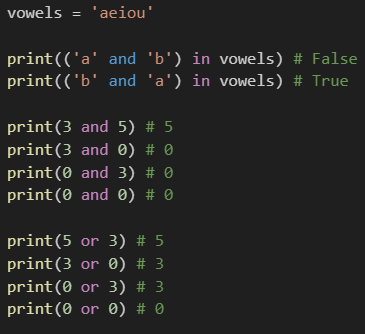 vowels = 'aeiou'
print(('a' and 'b') in vowels) # False
print(('b' and 'a') in vowels) # True
print(3 and 5) # 5
print(3 and 0) # 0
print(0 and 3) # 0
print(0 and 0) # 0
print(5 or 3) # 5
print(3 or 0) # 3
print(0 or 3) # 3
print(0 or 0) # 0